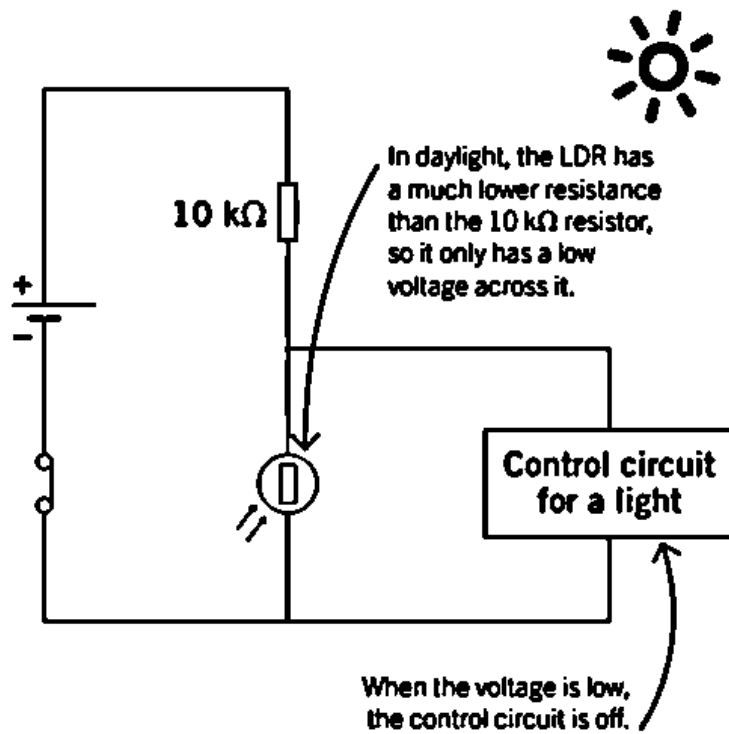 In daylight, the LDR has
a much lower resistance
than the 10 kΩ resistor,
so it only has a low
voltage across it.
10 kΩ
+
−
Control circuit
for a light
When the voltage is low,
the control circuit is off.